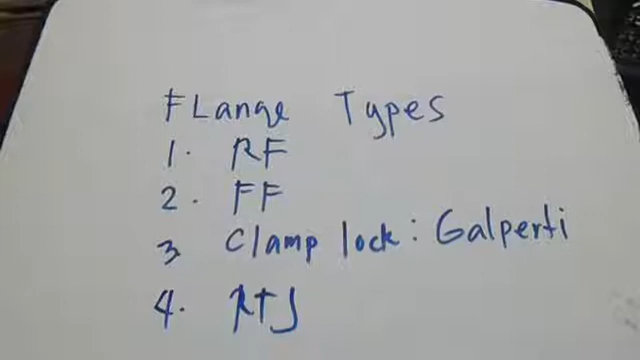 FLange Types
1. RF
2. FF
3 Clamp lock: Galperti
4. RTJ